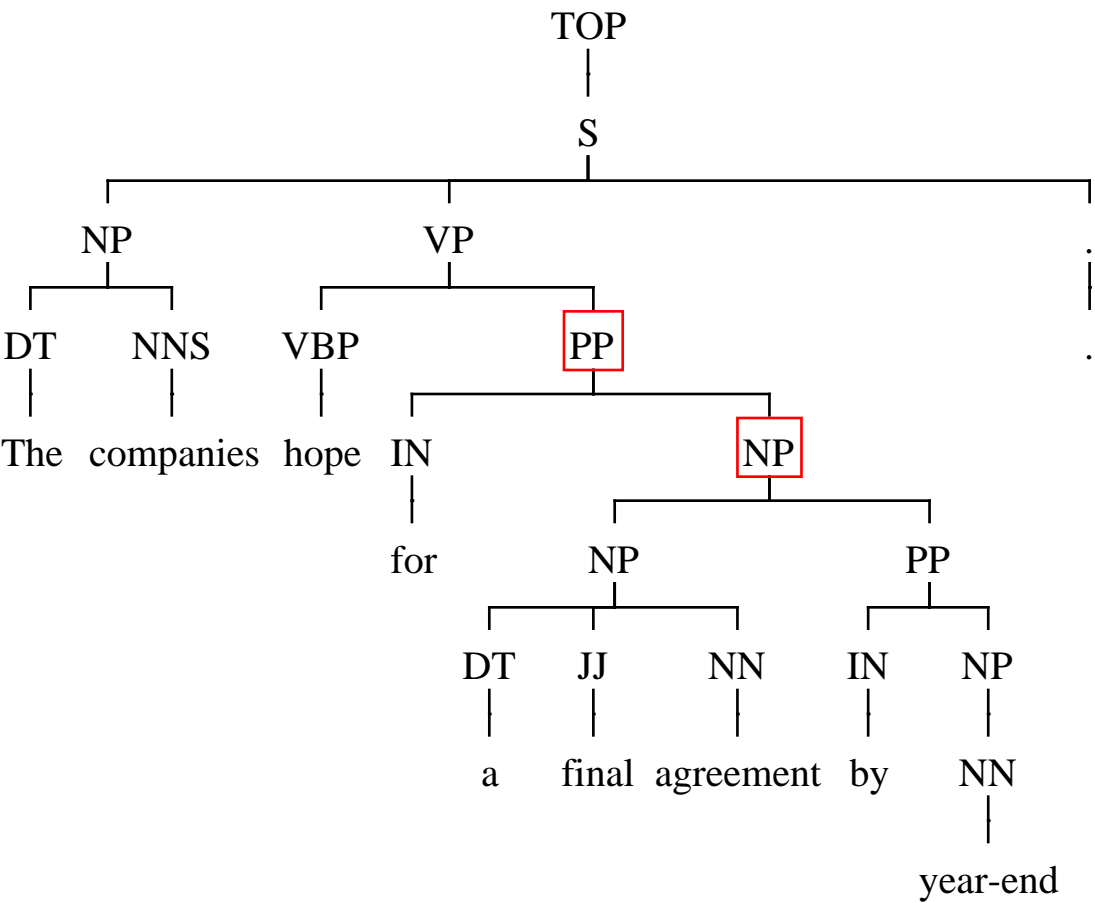 TOP
S
NP VP .
DT NNS VBP PP .
The companies hope IN NP
for NP PP
DT JJ NN IN NP
a final agreement by NN
year-end